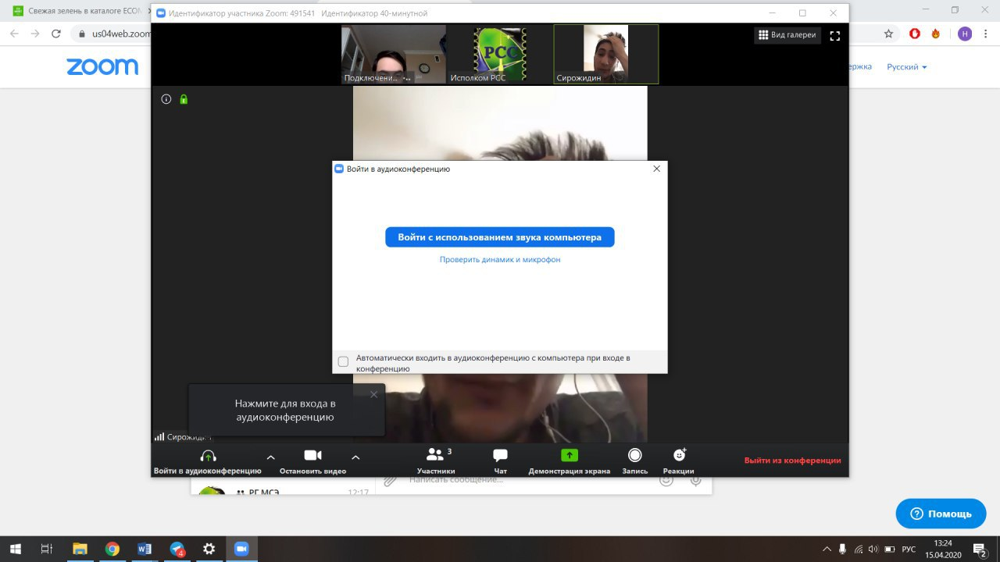 Свежая зелень в каталоге ECON
Идентификатор участника Zoom: 491541 Идентификатор 40-минутной
us04web.zoom
Н
zoom
ержка
Русский
Вид галереи
РСС
Подключени...
Исполком РСС
Сирожидин
Войти в аудиоконференцию
Войти с использованием звука компьютера
Проверить динамик и микрофон
Автоматически входить в аудиоконференцию с компьютера при входе в
конференцию
Нажмите для входа в
аудиоконференцию
Сирожидин
3
Войти в аудиоконференцию
Остановить видео
Участники
Чат
Демонстрация экрана
Запись
Реакции
Выйти из конференции
РГ МСЭ
12:17
Написать сообщение...
Помощь
4
РУС
13:24
15.04.2020
2